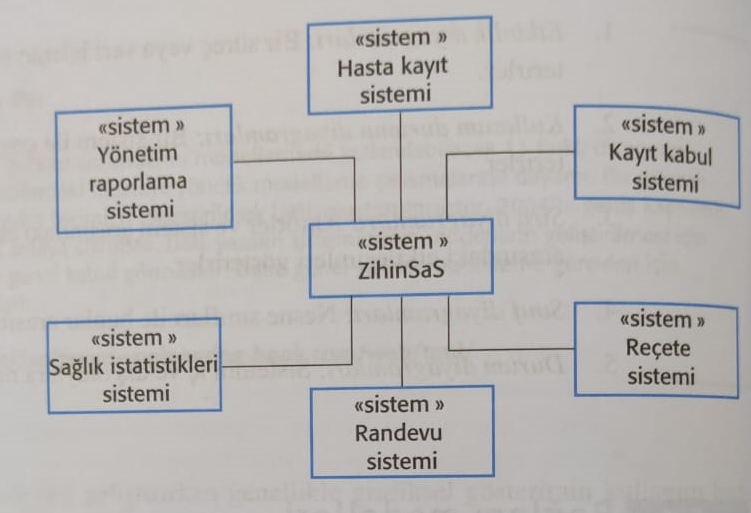 «sistem »
Hasta kayıt
sistemi
«sistem »
Yönetim
raporlama
sistemi
«sistem »
Kayıt kabul
sistemi
«sistem »
ZihinSaS
«sistem »
Sağlık istatistikleri
sistemi
«sistem »
Reçete
sistemi
«sistem »
Randevu
sistemi